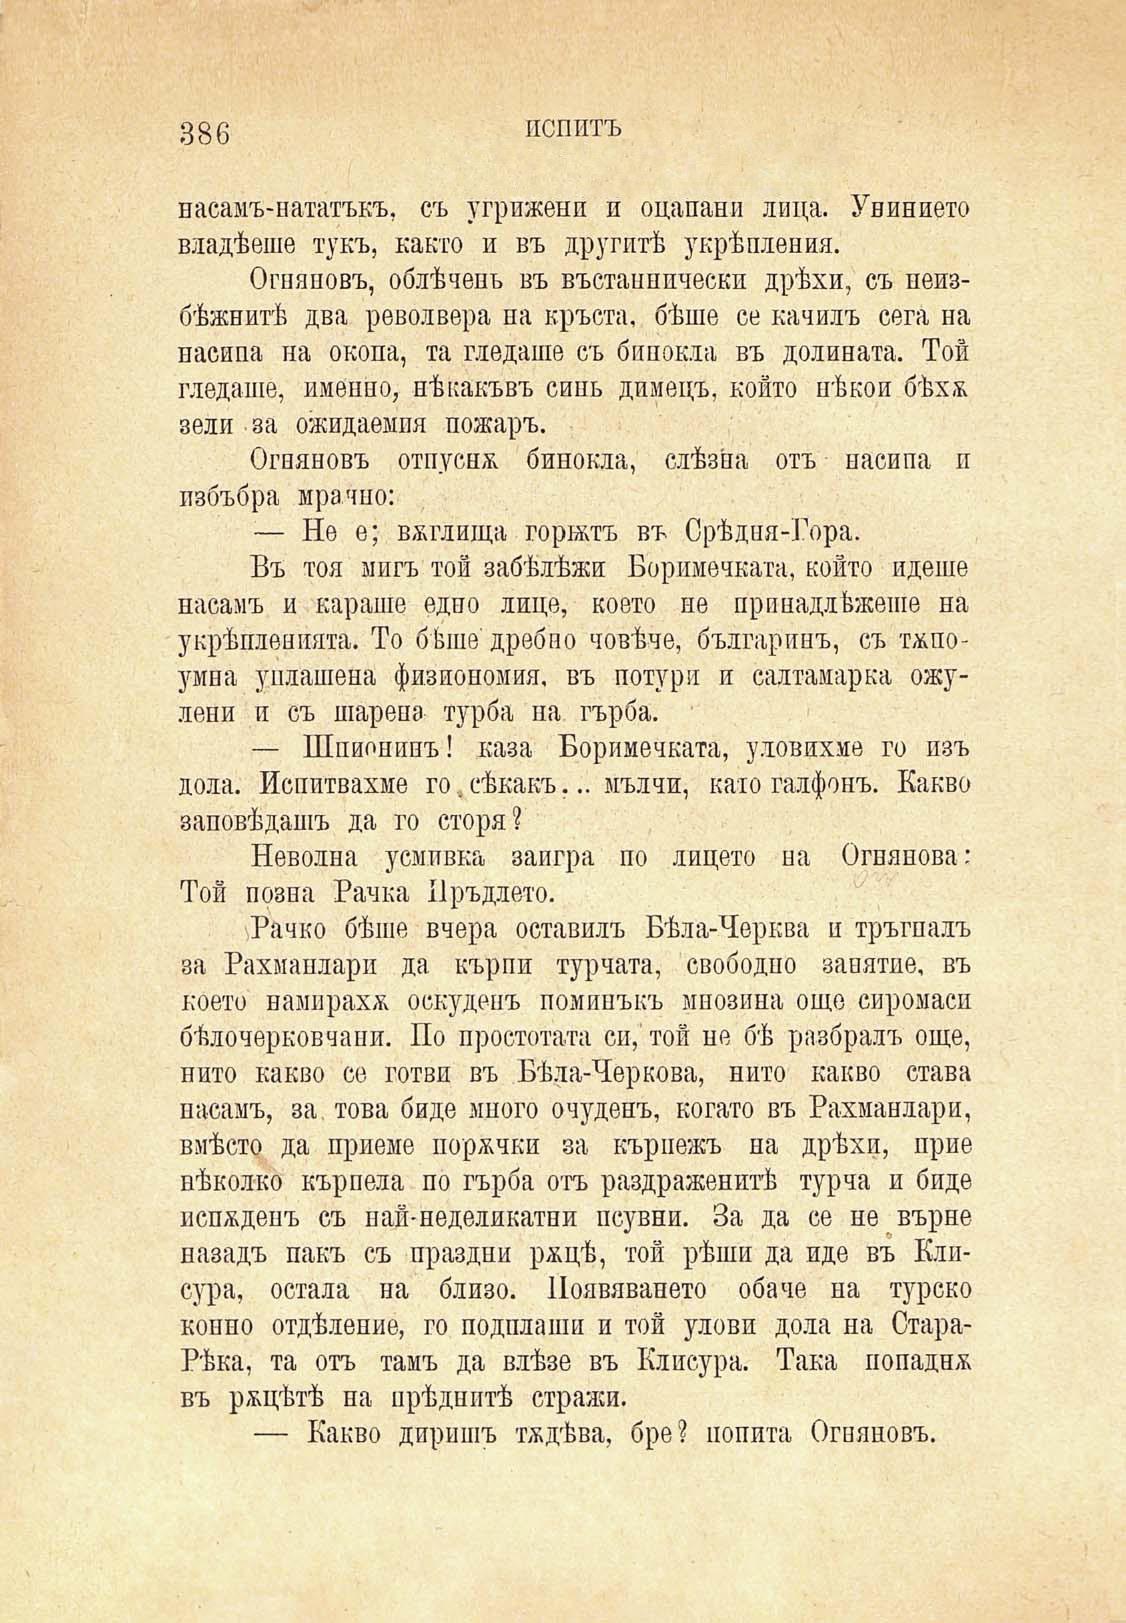 386 ИСПИТЪ
насамъ-нататъкъ, съ угрижени и оцапани лица. Унинието
владѣеше тукъ, както и въ другитѣ укрѣпления.
Огняновъ, облѣченъ въ въстаннически дрѣхи, съ неиз-
бѣжнитѣ два револвера на кръста, бѣше се качилъ сега на
насипа на окопа, та гледаше съ бинокла въ долината. Той
гледаше, именно, нѣкакъвъ синь димецъ, който нѣкои бѣхѫ
зели за ожидаемия пожаръ.
Огняновъ отпуснѫ бинокла, слѣзна отъ насипа и
избъбра мрачно:
— Не е; вѫглища горѭтъ въ Срѣдня-Гора.
Въ тоя мигъ той забѣлѣжи Боримечката, който идеше
насамъ и караше едно лице, което не принадлѣжеше на
укрѣпленията. То бѣше дребно човѣче, българинъ, съ тѫпо-
умна уплашена физиономия, въ потури и салтамарка ожу-
лени и съ шарена турба на гърба.
— Шпионинъ! каза Боримечката, уловихме го изъ
дола. Испитвахме го сѣкакъ... мълчи, като галфонъ. Какво
заповѣдашъ да го сторя?
Неволна усмивка заигра по лицето на Огнянова:
Той позна Рачка Пръдлето.
Рачко бѣше вчера оставилъ Бѣла-Черква и тръгналъ
за Рахманлари да кърпи турчата, свободно занятие, въ
което намирахѫ оскуденъ поминъкъ мнозина още сиромаси
бѣлочерковчани. По простотата си, той не бѣ разбралъ още,
нито какво се готви въ Бѣла-Черкова, нито какво става
насамъ, за това биде много очуденъ, когато въ Рахманлари,
вмѣсто да приеме порѫчки за кърпежъ на дрѣхи, прие
нѣколко кърпела по гърба отъ раздраженитѣ турча и биде
испѫденъ съ най-неделикатни псувни. За да се не върне
назадъ пакъ съ праздни рѫцѣ, той рѣши да иде въ Кли-
сура, остала на близо. Появяването обаче на турско
конно отдѣление, го подплаши и той улови дола на Стара-
Рѣка, та отъ тамъ да влѣзе въ Клисура. Така попаднѫ
въ рѫцѣтѣ на прѣднитѣ стражи.
— Какво диришъ тѫдѣва, бре? попита Огняновъ.